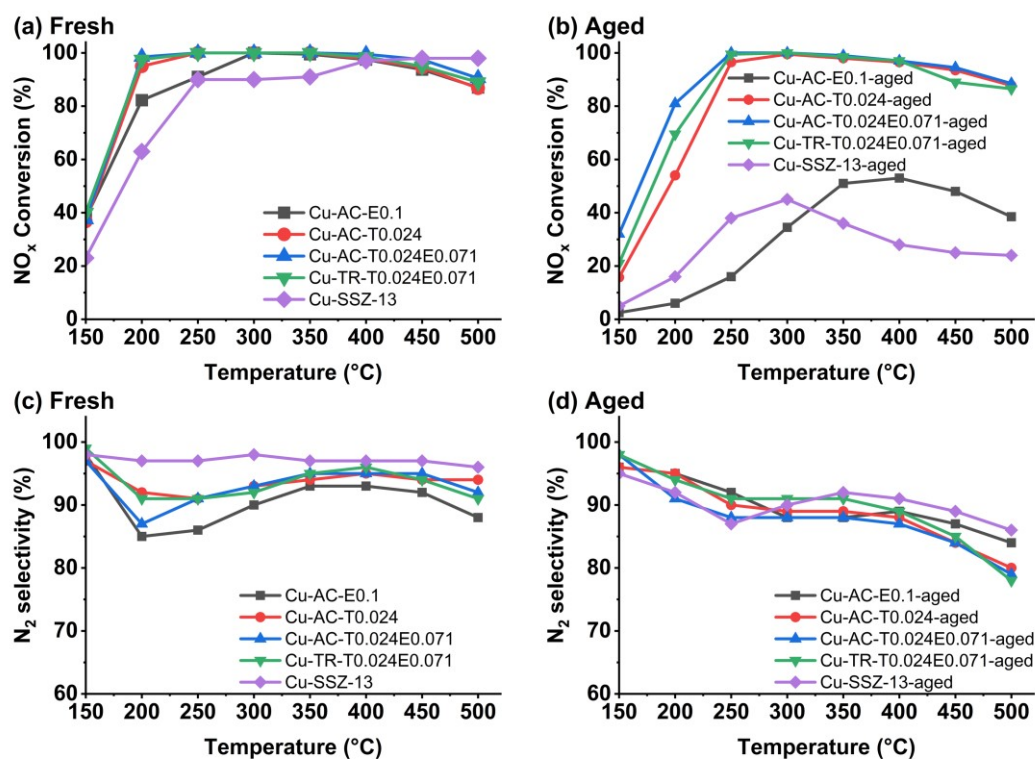 (a) Fresh
NOx Conversion (%)
100
80
60
40
20
0
Cu-AC-E0.1
Cu-AC-T0.024
Cu-AC-T0.024E0.071
Cu-TR-T0.024E0.071
Cu-SSZ-13
150 200 250 300 350 400 450 500
Temperature (°C)
(b) Aged
NOx Conversion (%)
100
80
60
40
20
0
Cu-AC-E0.1-aged
Cu-AC-T0.024-aged
Cu-AC-T0.024E0.071-aged
Cu-TR-T0.024E0.071-aged
Cu-SSZ-13-aged
150 200 250 300 350 400 450 500
Temperature (°C)
(c) Fresh
N2 selectivity (%)
100
90
80
70
60
Cu-AC-E0.1
Cu-AC-T0.024
Cu-AC-T0.024E0.071
Cu-TR-T0.024E0.071
Cu-SSZ-13
150 200 250 300 350 400 450 500
Temperature (°C)
(d) Aged
N2 selectivity (%)
100
90
80
70
60
Cu-AC-E0.1-aged
Cu-AC-T0.024-aged
Cu-AC-T0.024E0.071-aged
Cu-TR-T0.024E0.071-aged
Cu-SSZ-13-aged
150 200 250 300 350 400 450 500
Temperature (°C)